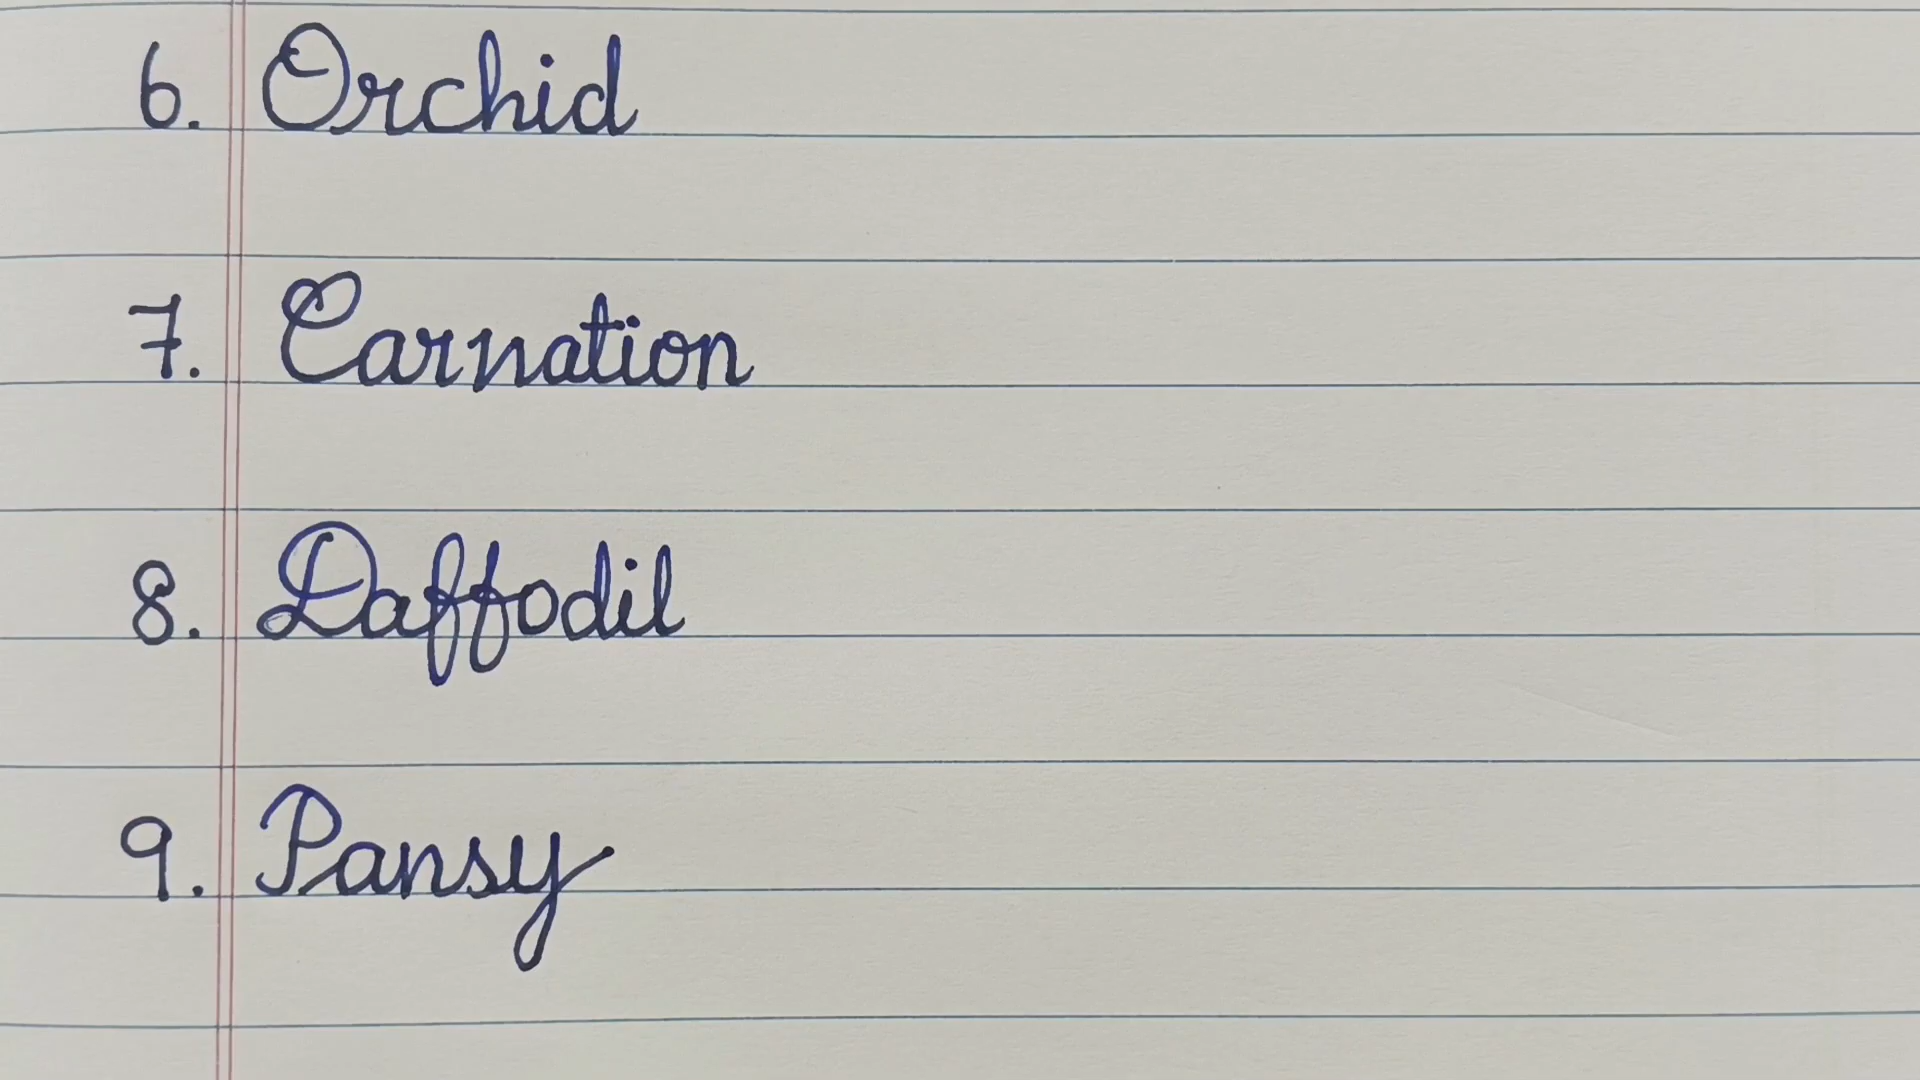 6. Orchid
7. Carnation
8. Daffodil
9. Pansy